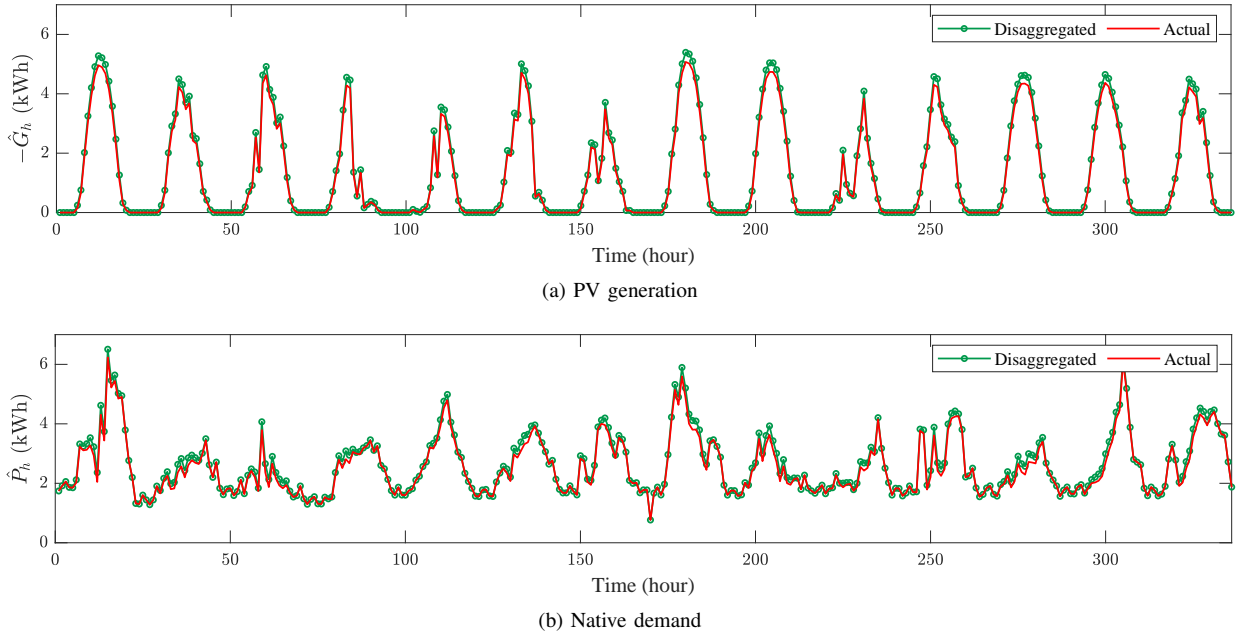 6
4
2
0
−Ĝₕ (kWh)
Disaggregated Actual
0 50 100 150 200 250 300
Time (hour)
(a) PV generation
6
4
2
0
P̂ₕ (kWh)
Disaggregated Actual
0 50 100 150 200 250 300
Time (hour)
(b) Native demand